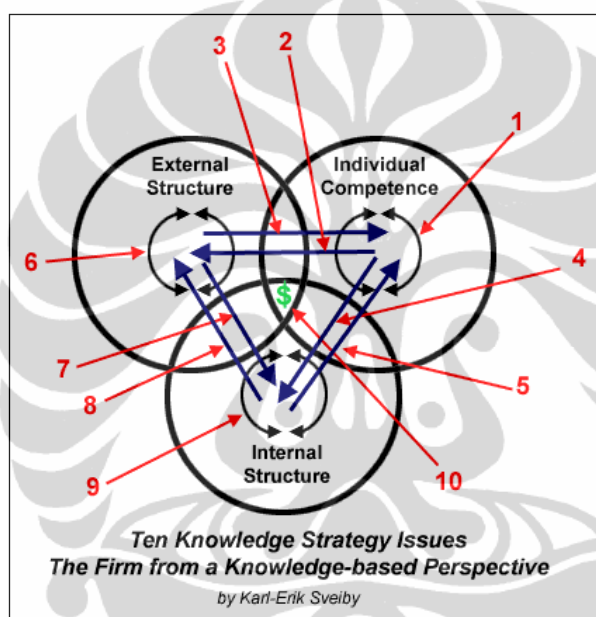 3
2
1
External
Structure
Individual
Competence
6
$
4
7
8
5
Internal
Structure
9
10
Ten Knowledge Strategy Issues
The Firm from a Knowledge-based Perspective
by Karl-Erik Sveiby